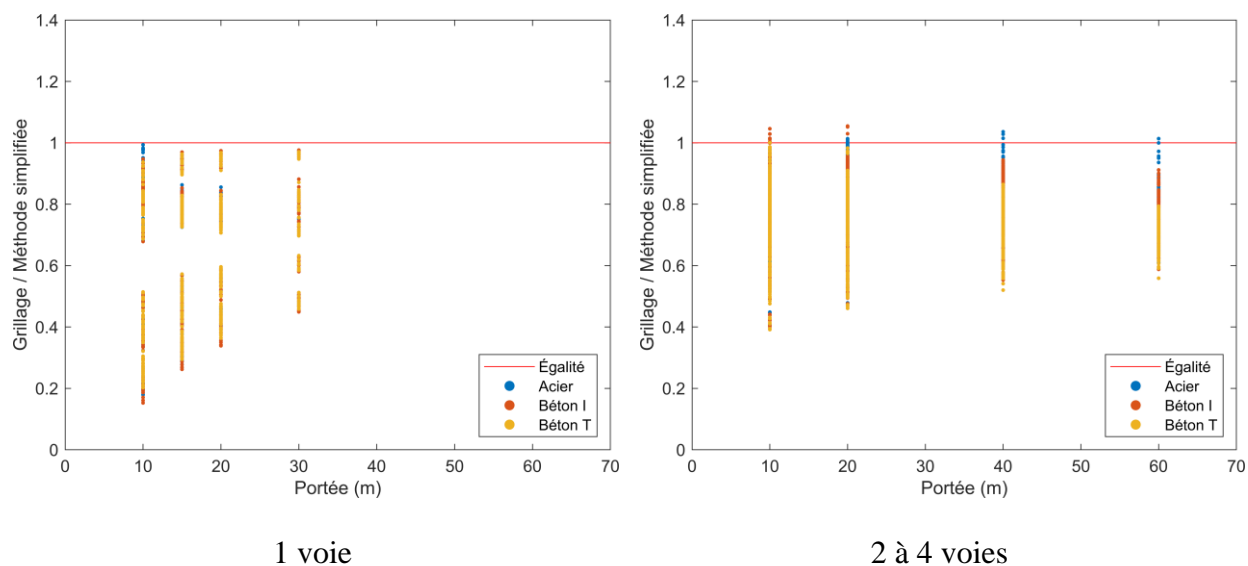 1.4
1.2
1
0.8
0.6
0.4
0.2
0
Grillage / Méthode simplifiée
0 10 20 30 40 50 60 70
Portée (m)
Égalité
Acier
Béton I
Béton T
1 voie
1.4
1.2
1
0.8
0.6
0.4
0.2
0
Grillage / Méthode simplifiée
0 10 20 30 40 50 60 70
Portée (m)
Égalité
Acier
Béton I
Béton T
2 à 4 voies